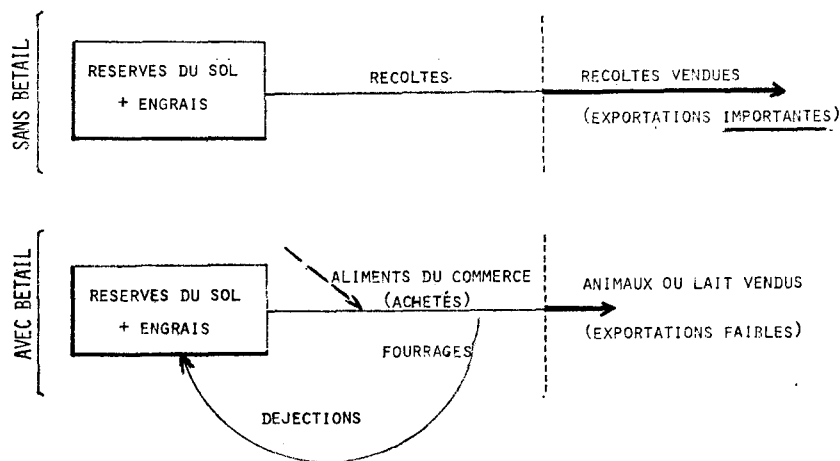 SANS BETAIL
RESERVES DU SOL
+ ENGRAIS
RECOLTES
RECOLTES VENDUES
(EXPORTATIONS IMPORTANTES)
AVEC BETAIL
RESERVES DU SOL
+ ENGRAIS
ALIMENTS DU COMMERCE
(ACHETÉS)
FOURRAGES
DEJECTIONS
ANIMAUX OU LAIT VENDUS
(EXPORTATIONS FAIBLES)